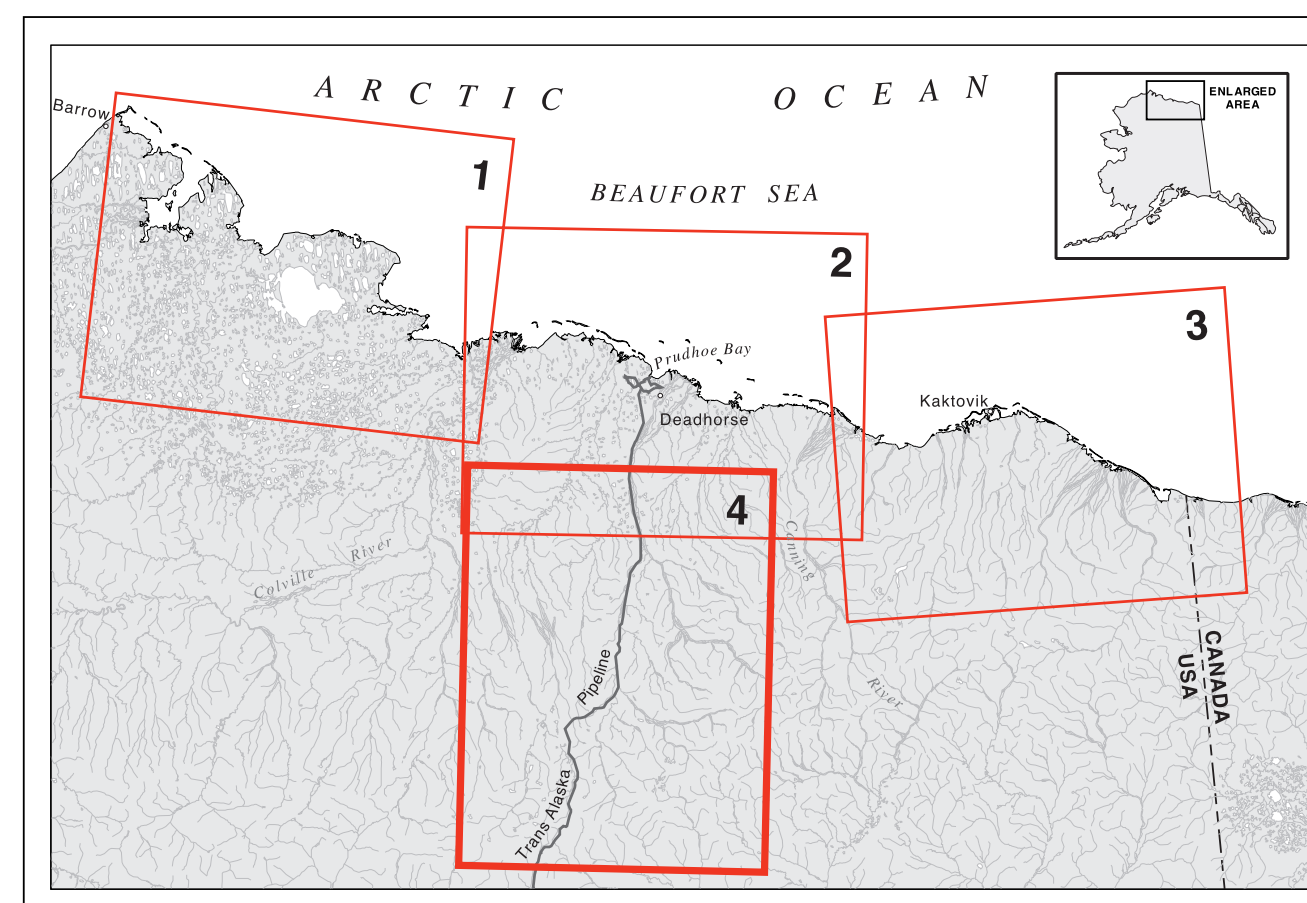 ARCTIC OCEAN
Barrow
ENLARGED
AREA
1
BEAUFORT SEA
2
3
Prudhoe Bay
Deadhorse
Kaktovik
4
Colville River
Canning
River
CANADA
USA
Pipeline
Trans Alaska